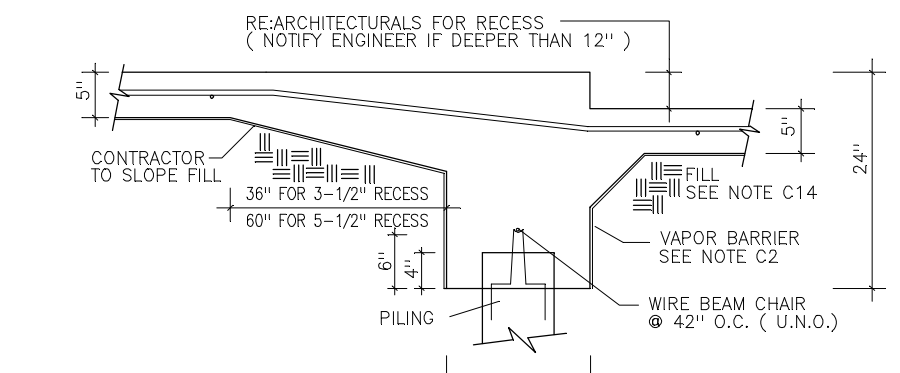 RE:ARCHITECTURALS FOR RECESS
( NOTIFY ENGINEER IF DEEPER THAN 12" )
5"
5"
24"
CONTRACTOR
TO SLOPE FILL
36" FOR 3-1/2" RECESS
60" FOR 5-1/2" RECESS
FILL
SEE NOTE C14
VAPOR BARRIER
SEE NOTE C2
6"
4"
PILING
WIRE BEAM CHAIR
@ 42" O.C. ( U.N.O.)